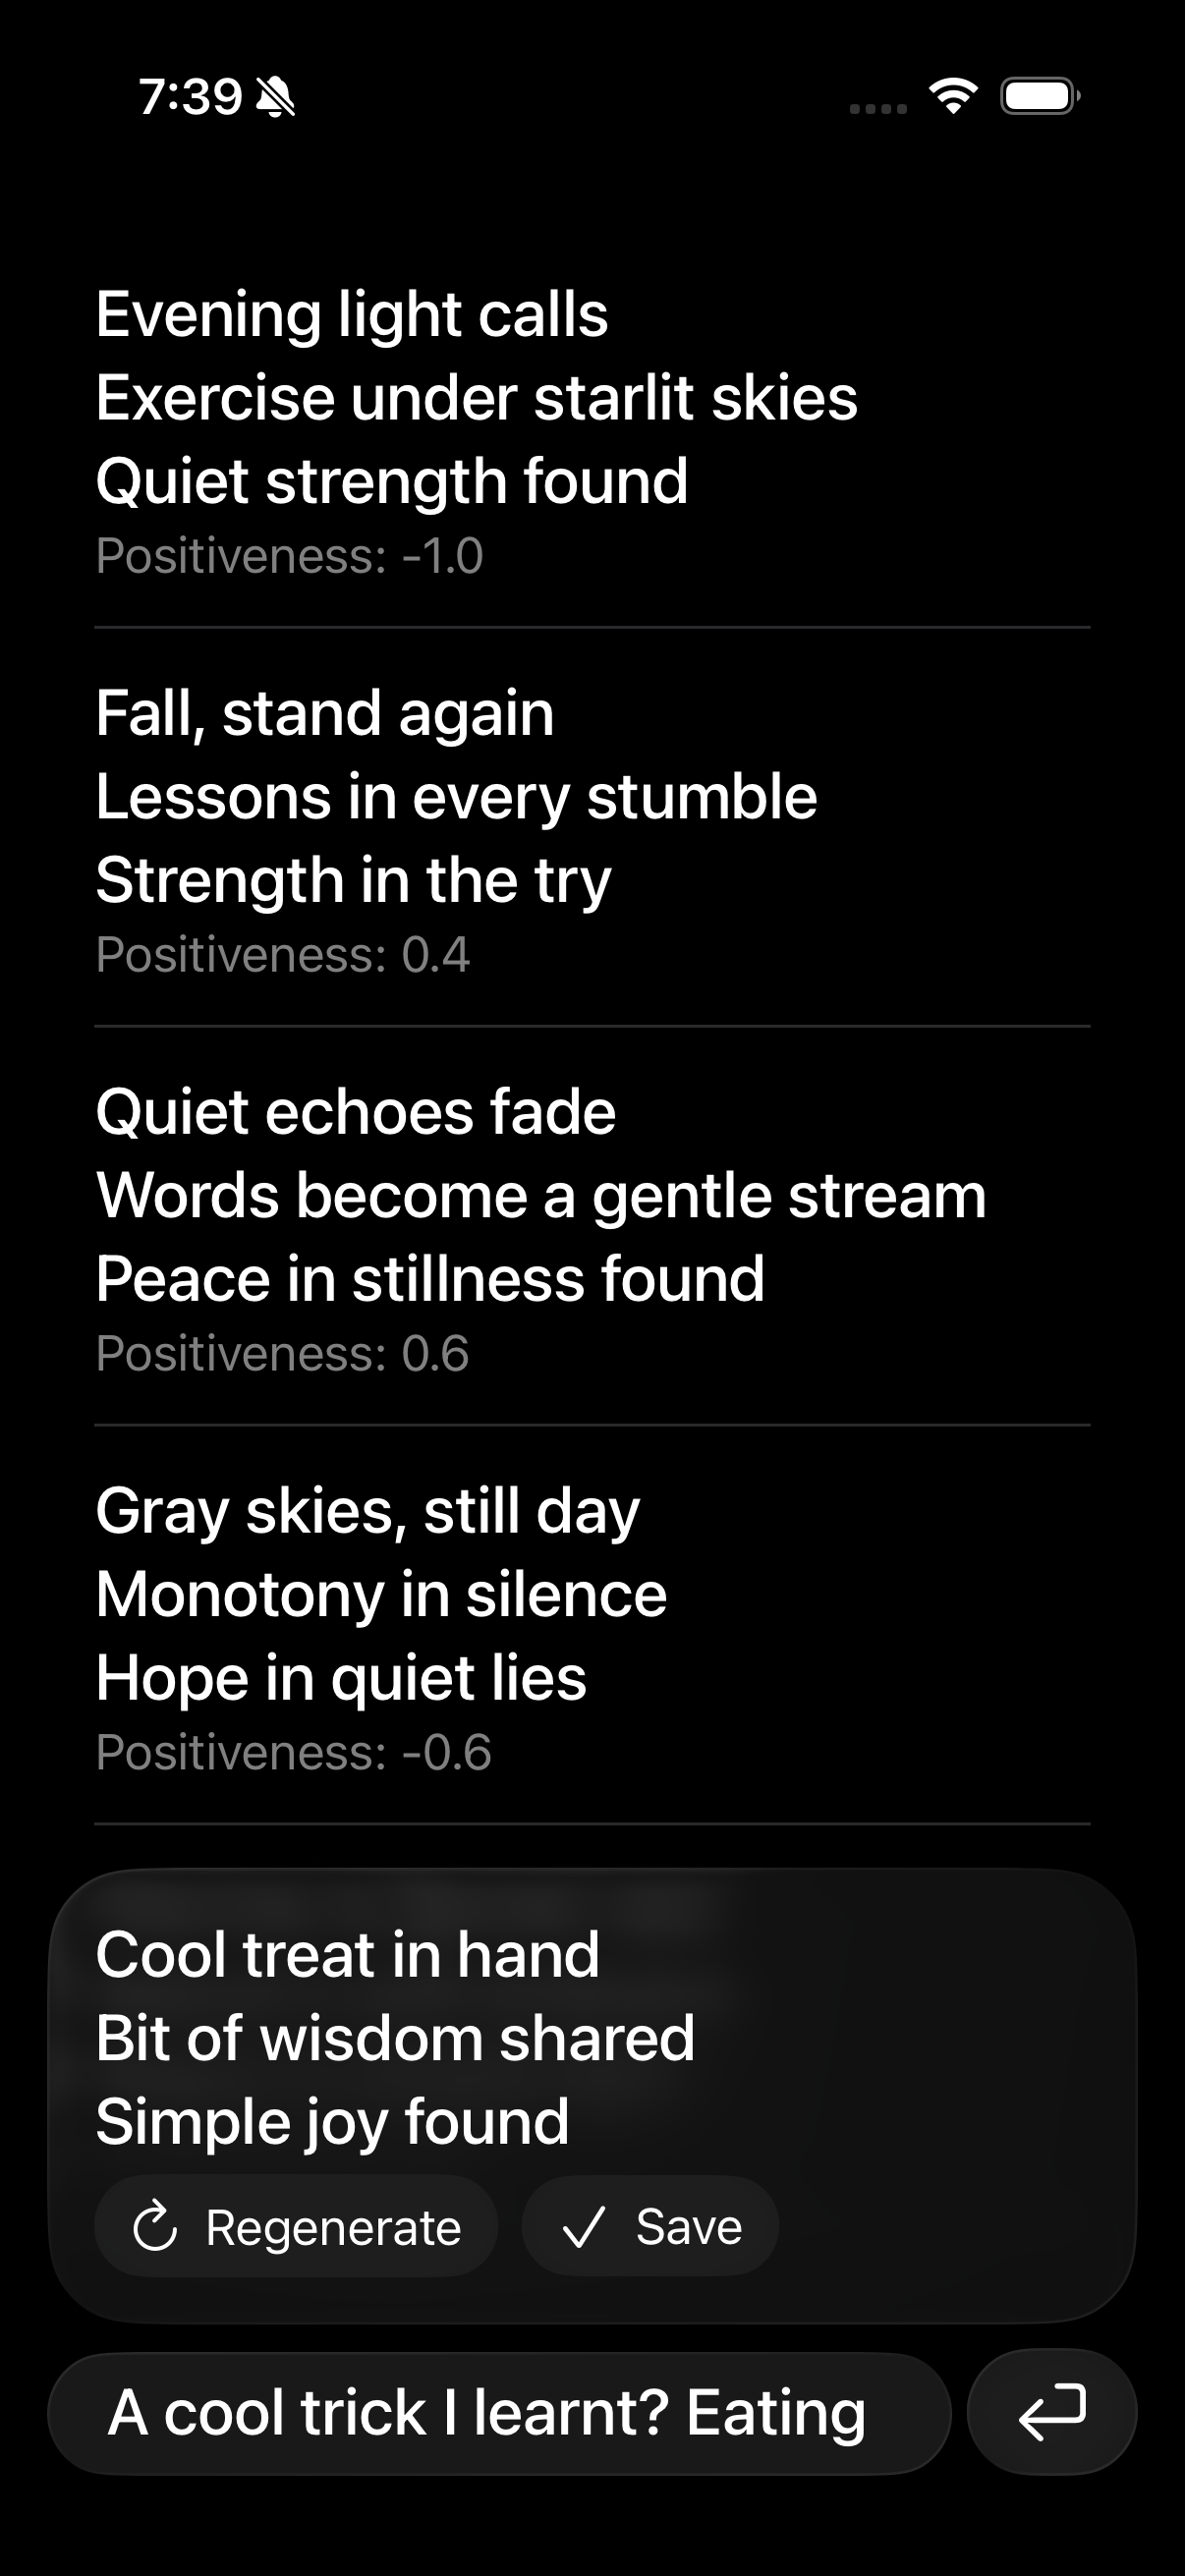 7:39
Evening light calls
Exercise under starlit skies
Quiet strength found
Positiveness: -1.0
Fall, stand again
Lessons in every stumble
Strength in the try
Positiveness: 0.4
Quiet echoes fade
Words become a gentle stream
Peace in stillness found
Positiveness: 0.6
Gray skies, still day
Monotony in silence
Hope in quiet lies
Positiveness: -0.6
Cool treat in hand
Bit of wisdom shared
Simple joy found
Regenerate Save
A cool trick I learnt? Eating